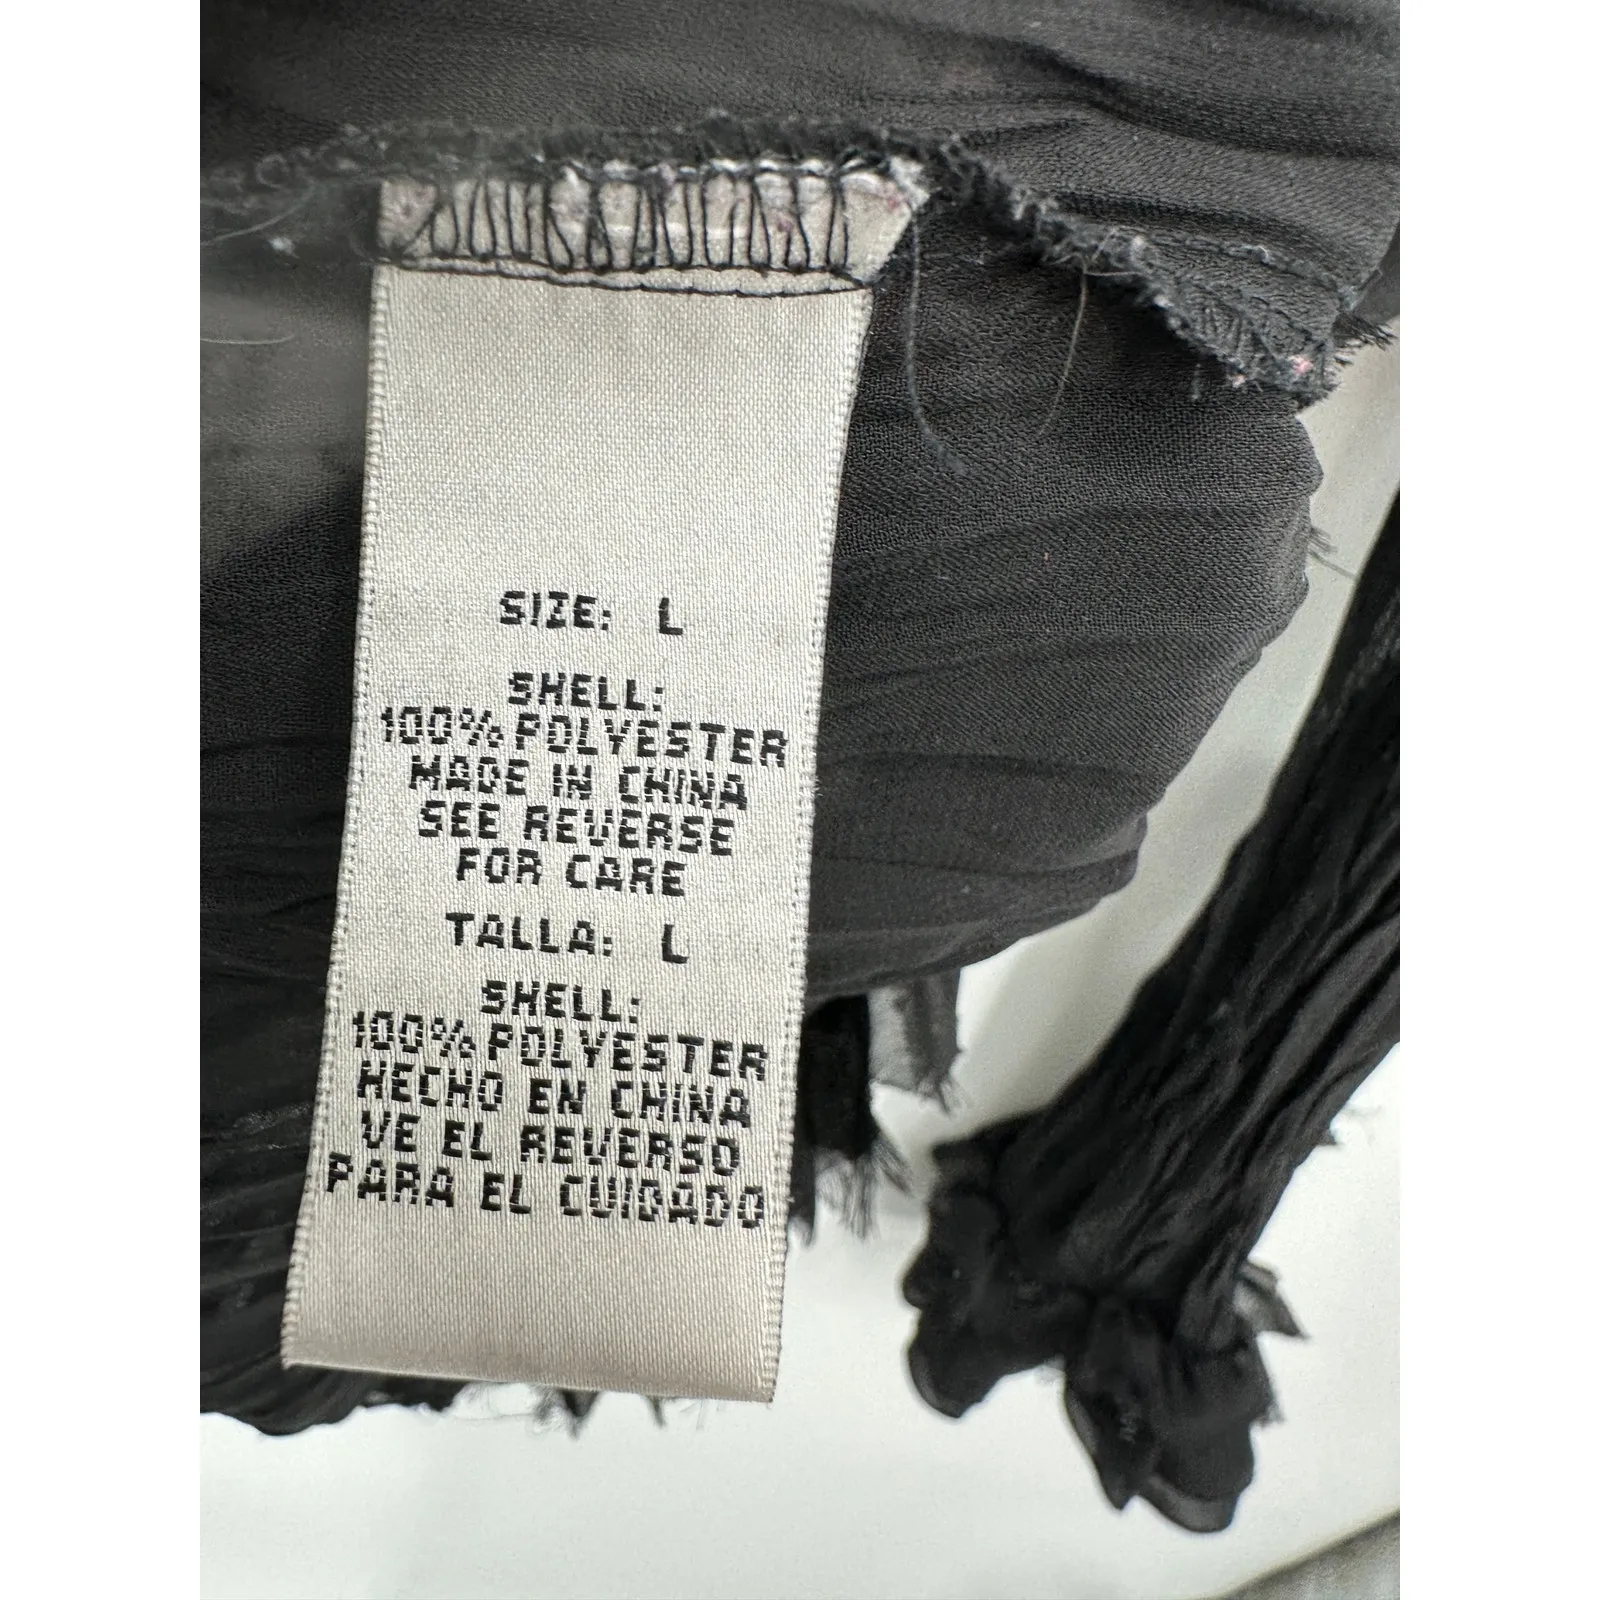 SIZE: L
SHELL:
100% POLYESTER
MADE IN CHINA
SEE REVERSE
FOR CARE
TALLA: L
SHELL:
100% POLYESTER
HECHO EN CHINA
VE EL REVERSO
PARA EL CUIDADO